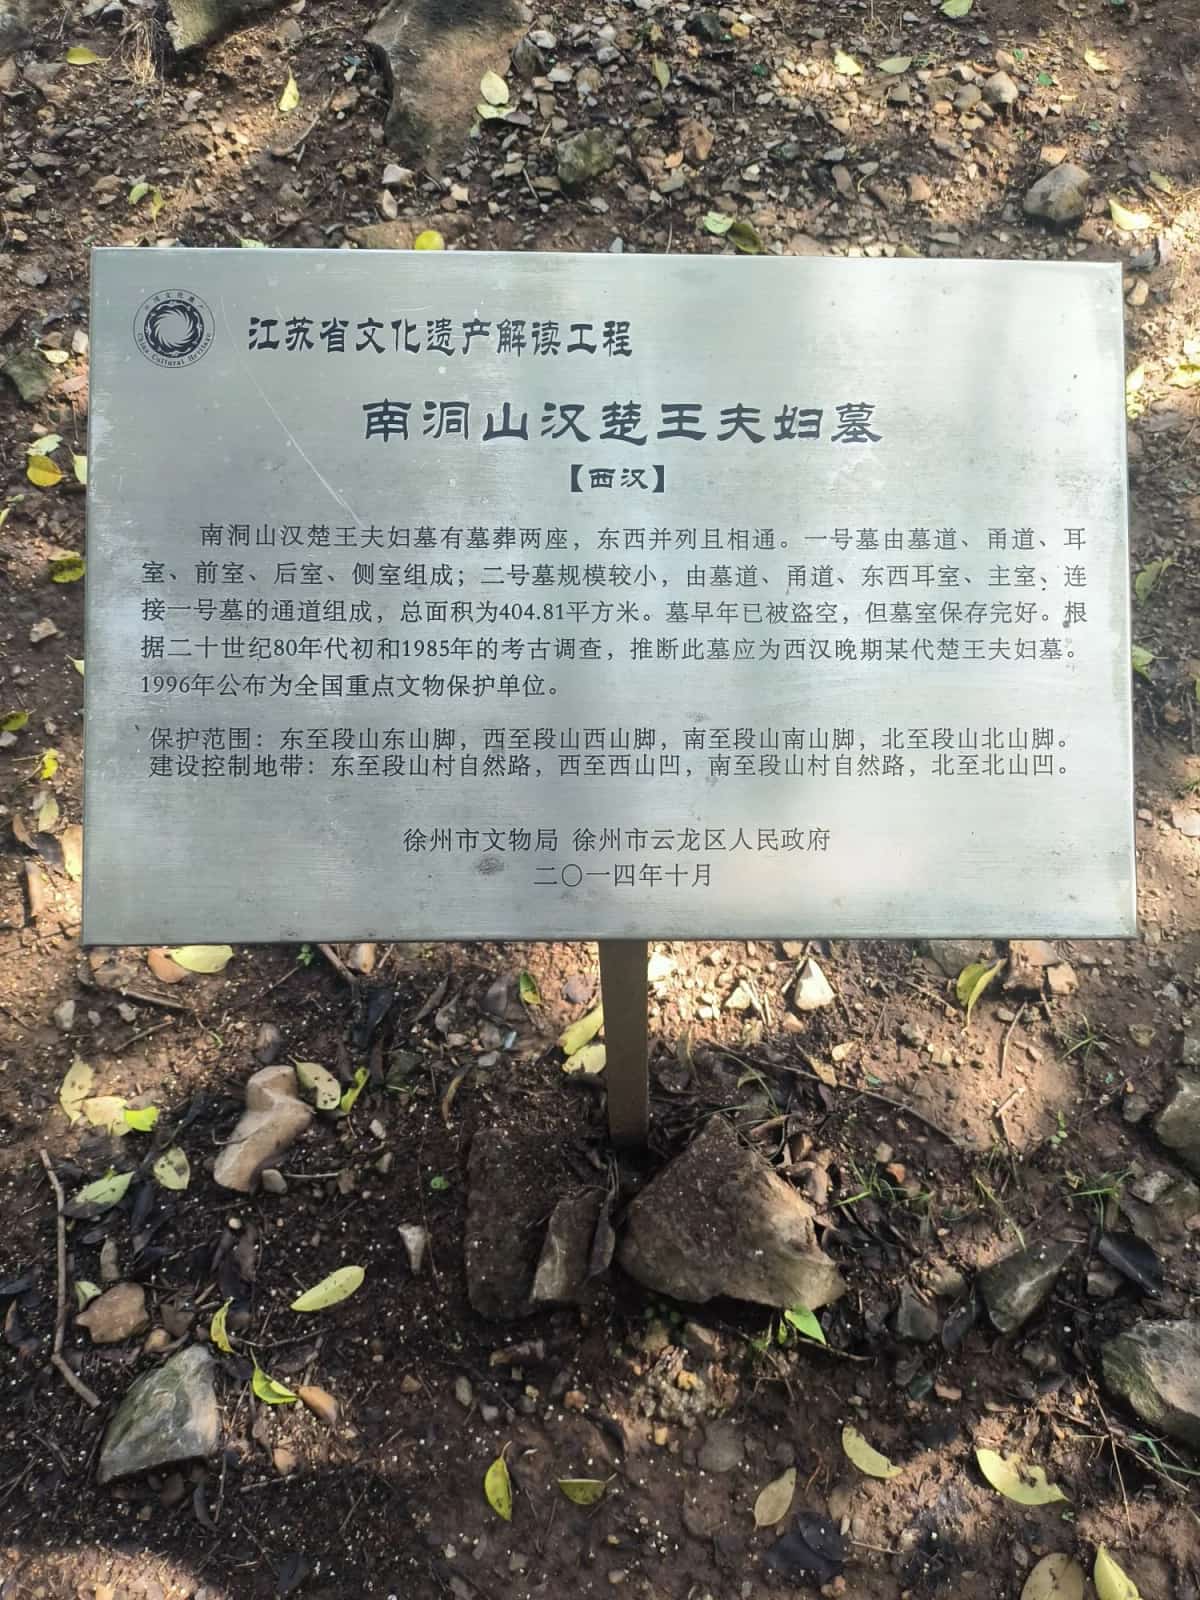 中国文化遗产
China Cultural Heritage
江苏省文化遗产解读工程
南洞山汉楚王夫妇墓
【西汉】
南洞山汉楚王夫妇墓有墓葬两座，东西并列且相通。一号墓由墓道、甬道、耳
室、前室、后室、侧室组成；二号墓规模较小，由墓道、甬道、东西耳室、主室、连
接一号墓的通道组成，总面积为404.81平方米。墓早年已被盗空，但墓室保存完好。根
据二十世纪80年代初和1985年的考古调查，推断此墓应为西汉晚期某代楚王夫妇墓。
1996年公布为全国重点文物保护单位。
保护范围：东至段山东山脚，西至段山西山脚，南至段山南山脚，北至段山北山脚。
建设控制地带：东至段山村自然路，西至西山凹，南至段山村自然路，北至北山凹。
徐州市文物局 徐州市云龙区人民政府
二〇一四年十月